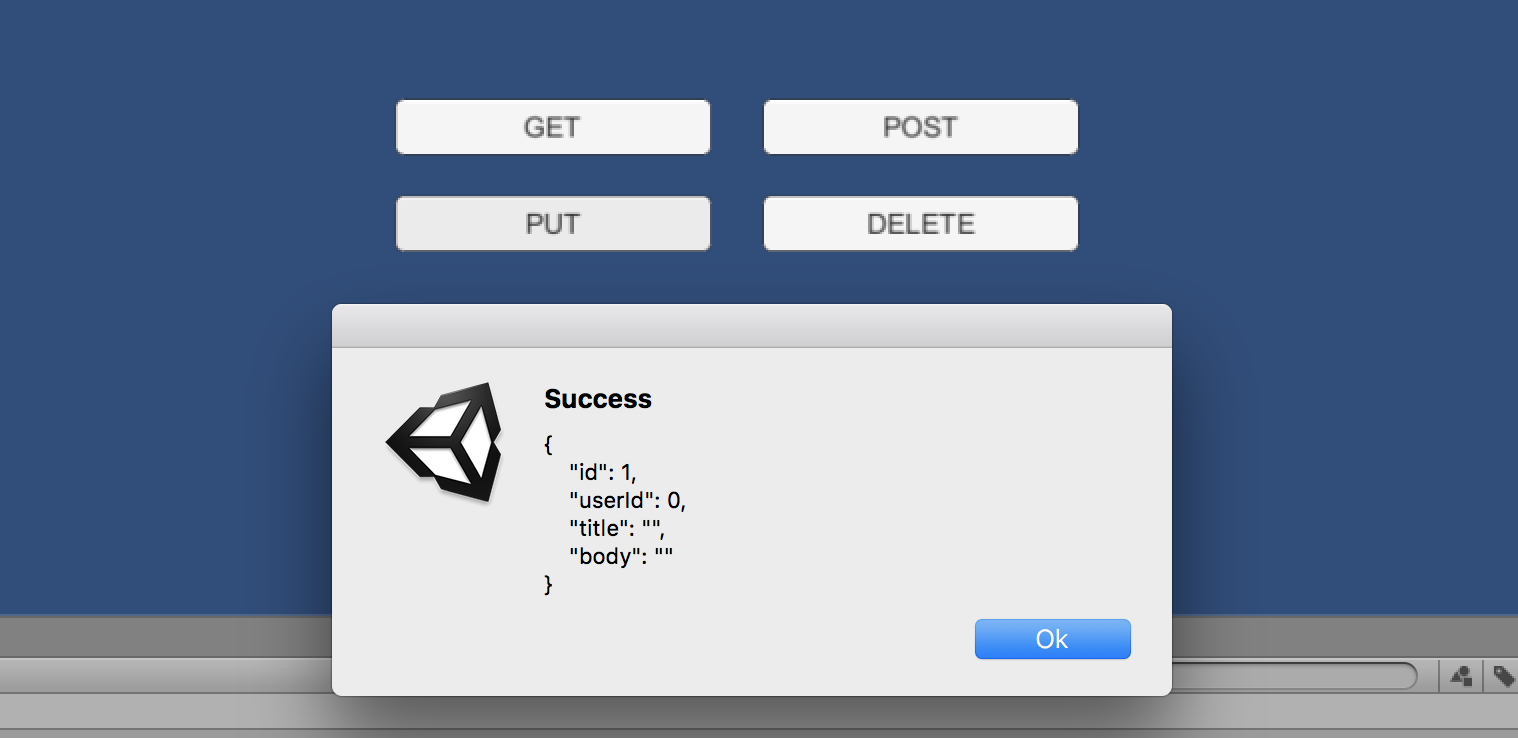 GET
POST
PUT
DELETE
Success
{
"id": 1,
"userId": 0,
"title": "",
"body": ""
}
Ok